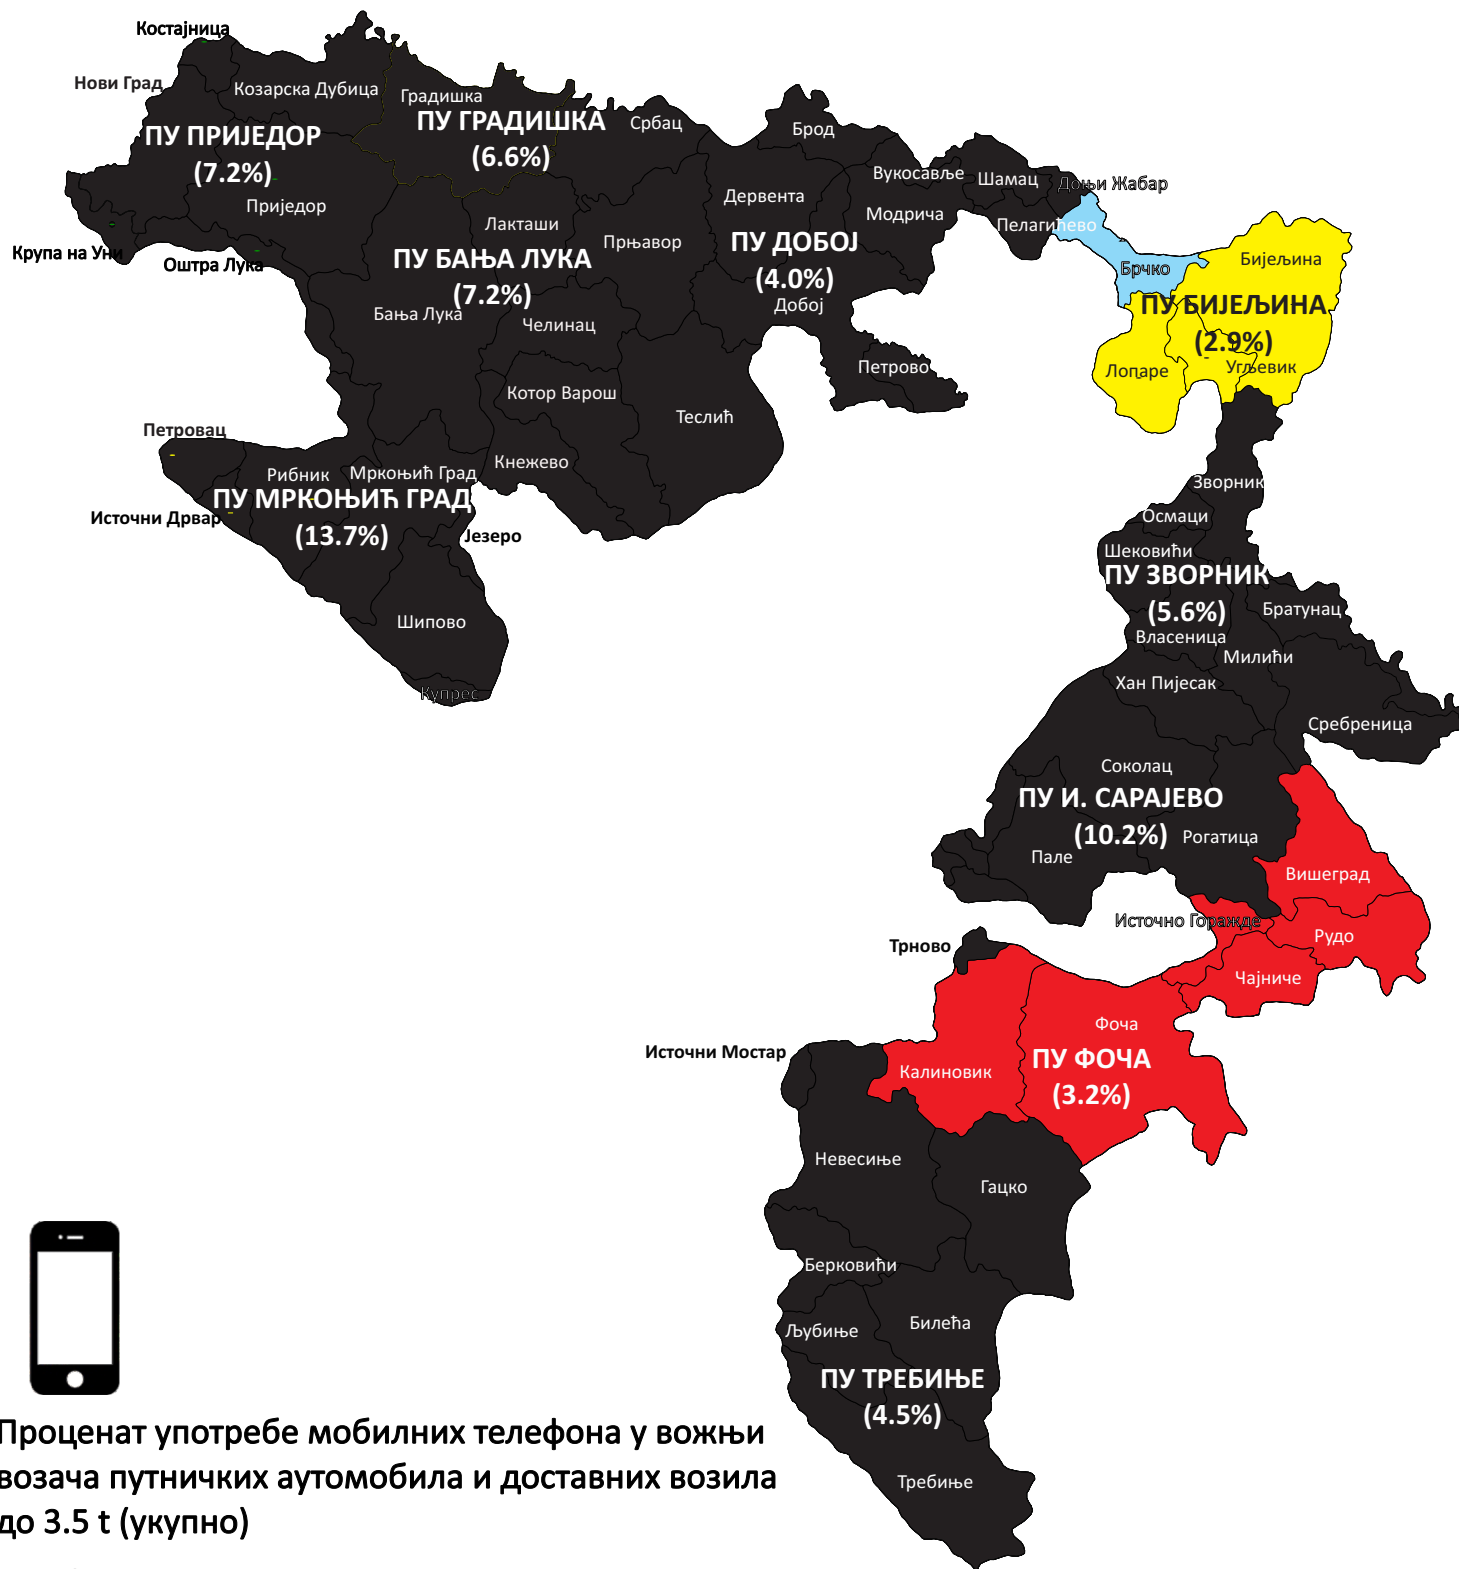 Костајница
Нови Град
Козарска Дубица
Градишка
ПУ ГРАДИШКА
(6.6%)
Србац
Брод
ПУ ПРИЈЕДОР
(7.2%)
Вукосавље
Шамац
Доњи Жабар
Дервента
Приједор
Лакташи
Модрича
Пелагићево
Прњавор
ПУ ДОБОЈ
(4.0%)
Крупа на Уни
Оштра Лука
ПУ БАЊА ЛУКА
(7.2%)
Брчко
Бијељина
Бања Лука
Челинац
Добој
ПУ БИЈЕЉИНА
(2.9%)
Петрово
Лопаре
Угљевик
Котор Варош
Теслић
Петровац
Рибник
Мркоњић Град
Кнежево
ПУ МРКОЊИЋ ГРАД
(13.7%)
Источни Дрвар
Језеро
Зворник
Осмаци
Шековићи
ПУ ЗВОРНИК
(5.6%)
Братунац
Шипово
Власеница
Милићи
Купрес
Хан Пијесак
Сребреница
Соколац
ПУ И. САРАЈЕВО
(10.2%)
Рогатица
Пале
Вишеград
Источно Горажде
Рудо
Трново
Чајниче
Фоча
Источни Мостар
Калиновик
ПУ ФОЧА
(3.2%)
Невесиње
Гацко
Берковићи
Љубиње
Билећа
ПУ ТРЕБИЊЕ
(4.5%)
Требиње
Проценат употребе мобилних телефона у вожњи
возача путничких аутомобила и доставних возила
до 3.5 t (укупно)